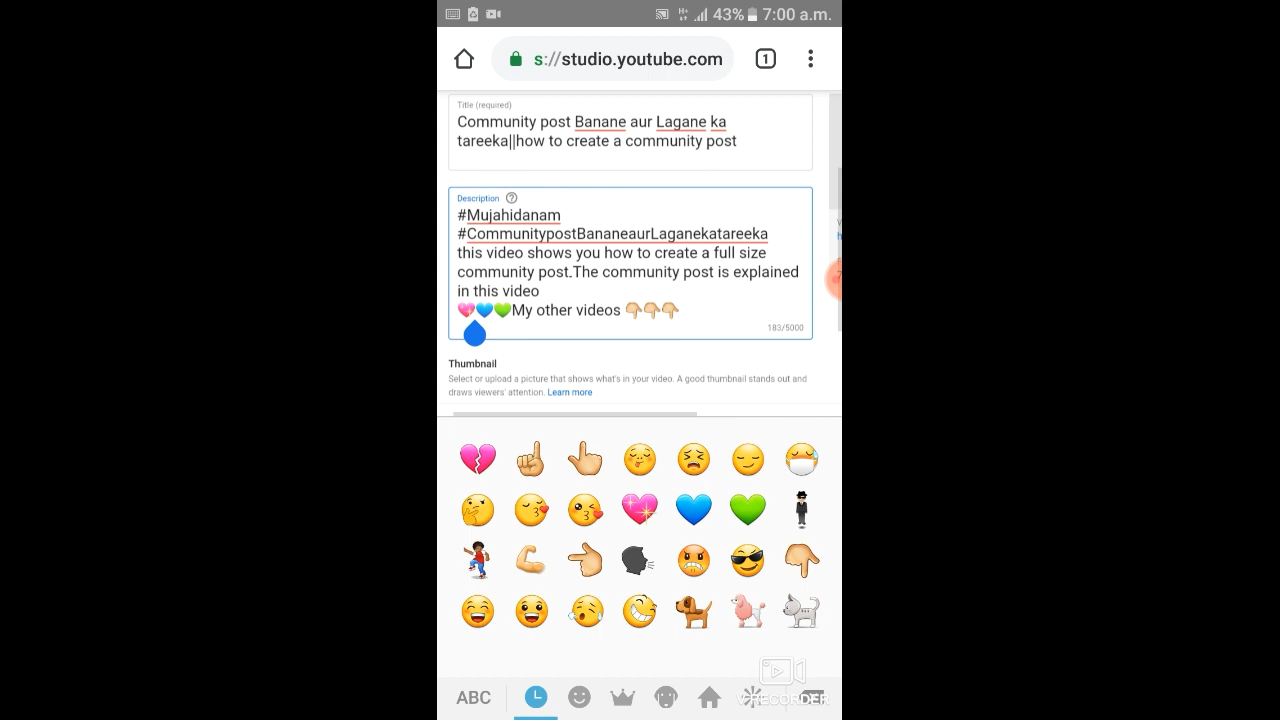 43% 7:00 a.m.
s://studio.youtube.com
1
Title (required)
Community post Banane aur Lagane ka
tareeka||how to create a community post
Description
#Mujahidanam
#CommunitypostBananeaurLaganekatareeka
this video shows you how to create a full size
community post.The community post is explained
in this video
💖💙💚My other videos 👇🏼👇🏼👇🏼
183/5000
Thumbnail
Select or upload a picture that shows what's in your video. A good thumbnail stands out and
draws viewers' attention. Learn more
ABC
V.RECORDER